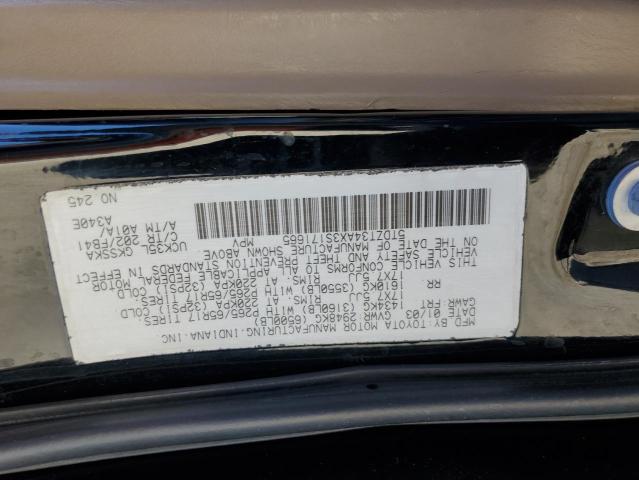 MFD BY:TOYOTA MOTOR MANUFACTURING.INDIANA.INC.
DATE 01/03 GVWR 2948KG (6500LB)
GAWR:FRT 1434KG (3160LB) WITH P265/65R17 TIRES.
17X7.5JJ RIMS. AT 220KPA (32PSI) COLD
RR 1610KG (3550LB) WITH P265/65R17 TIRES.
17X7.5JJ RIMS. AT 220KPA (32PSI) COLD
THIS VEHICLE CONFORMS TO ALL APPLICABLE FEDERAL MOTOR
VEHICLE SAFETY AND THEFT PREVENTION STANDARDS IN EFFECT
ON THE DATE OF MANUFACTURE SHOWN ABOVE
5TDZT34AX3S171665 MPV
UCK35L-GKSSKA
C/TR 202/FB41
A/TM A01A/
A340E
NO 245